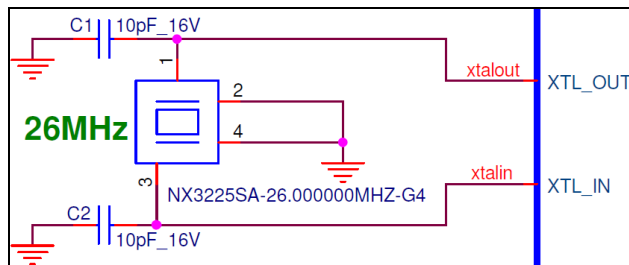 C1 10pF_16V
1
xtalout
XTL_OUT
2
26MHz
4
3
xtalin
XTL_IN
NX3225SA-26.000000MHZ-G4
C2
10pF_16V